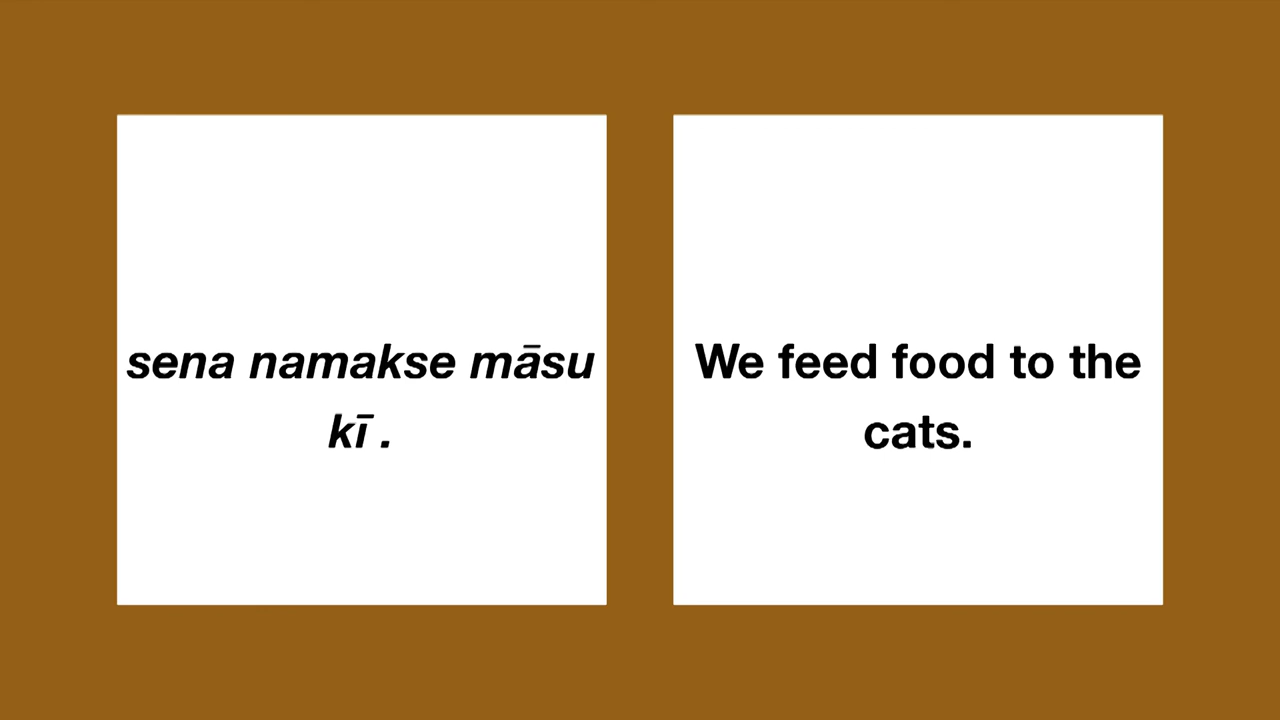 sena namakse māsu
kī .
We feed food to the
cats.